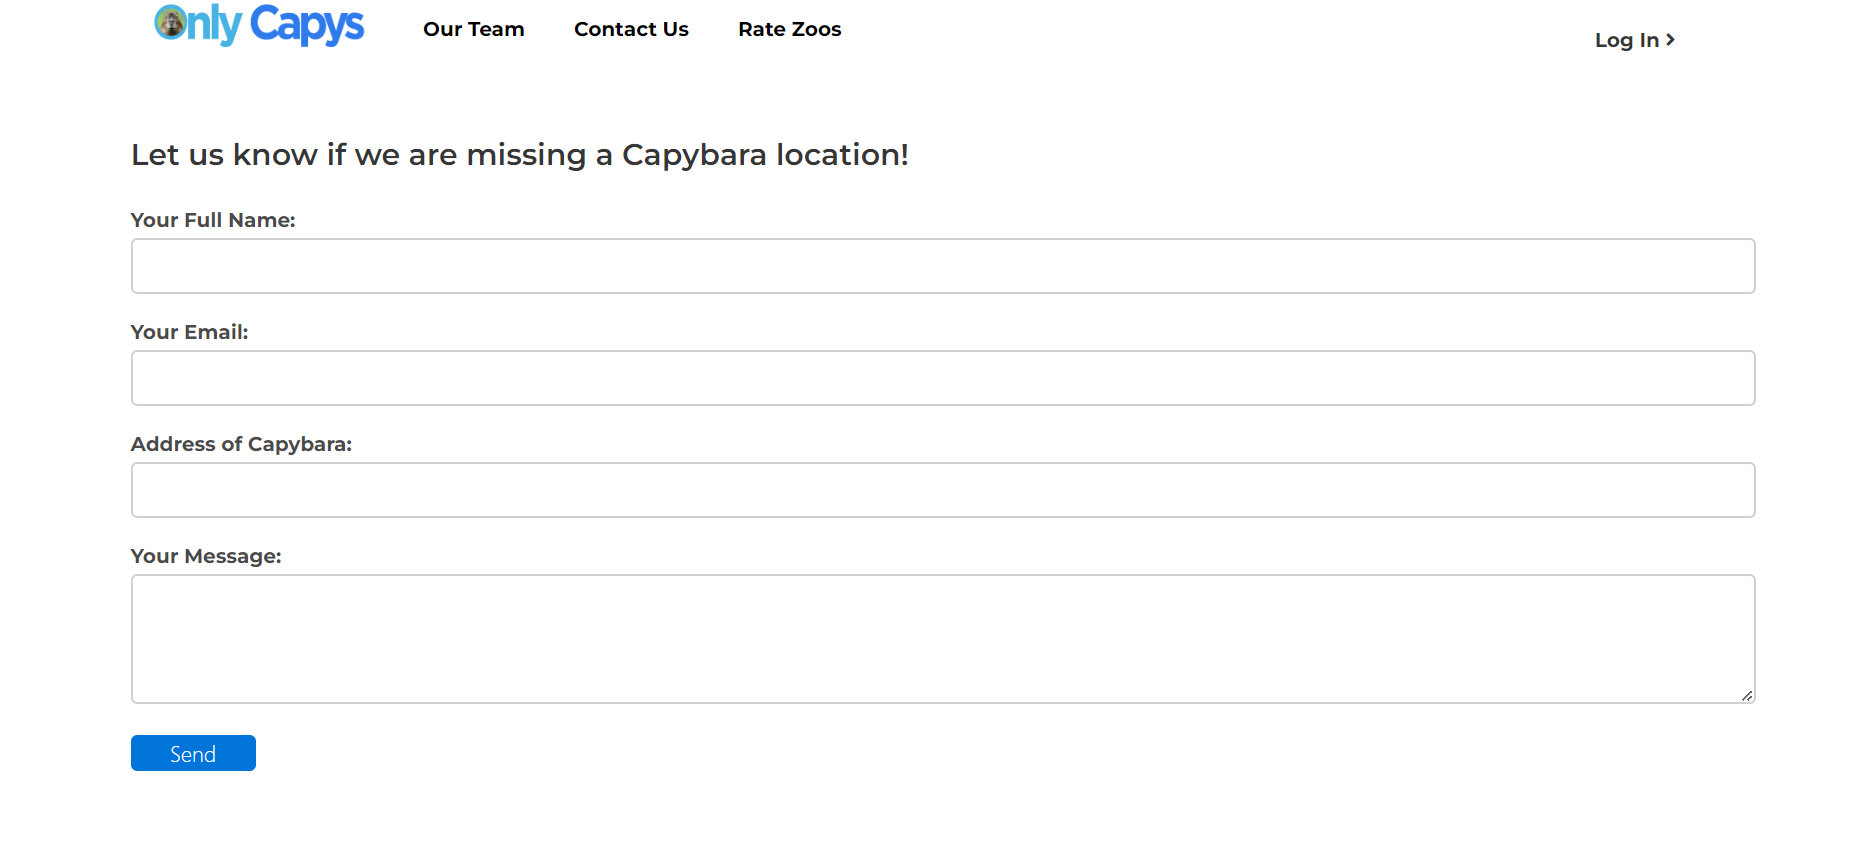 Only Capys
Our Team
Contact Us
Rate Zoos
Log In
Let us know if we are missing a Capybara location!
Your Full Name:
Your Email:
Address of Capybara:
Your Message:
Send